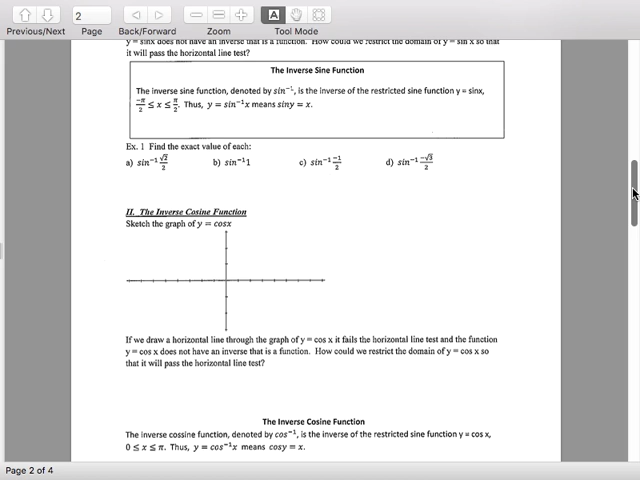 2
Previous/Next Page Back/Forward Zoom Tool Mode
y = sinx does not have an inverse that is a function. How could we restrict the domain of y = sin x so that
it will pass the horizontal line test?
The Inverse Sine Function
The inverse sine function, denoted by sin⁻¹, is the inverse of the restricted sine function y = sinx,
-π/2 ≤ x ≤ π/2. Thus, y = sin⁻¹x means siny = x.
Ex. 1 Find the exact value of each:
a) sin⁻¹ √2/2 b) sin⁻¹1 c) sin⁻¹ -1/2 d) sin⁻¹ -√3/2
II. The Inverse Cosine Function
Sketch the graph of y = cosx
If we draw a horizontal line through the graph of y = cos x it fails the horizontal line test and the function
y = cos x does not have an inverse that is a function. How could we restrict the domain of y = cos x so
that it will pass the horizontal line test?
The Inverse Cosine Function
The inverse cossine function, denoted by cos⁻¹, is the inverse of the restricted sine function y = cos x,
0 ≤ x ≤ π. Thus, y = cos⁻¹x means cosy = x.
Page 2 of 4